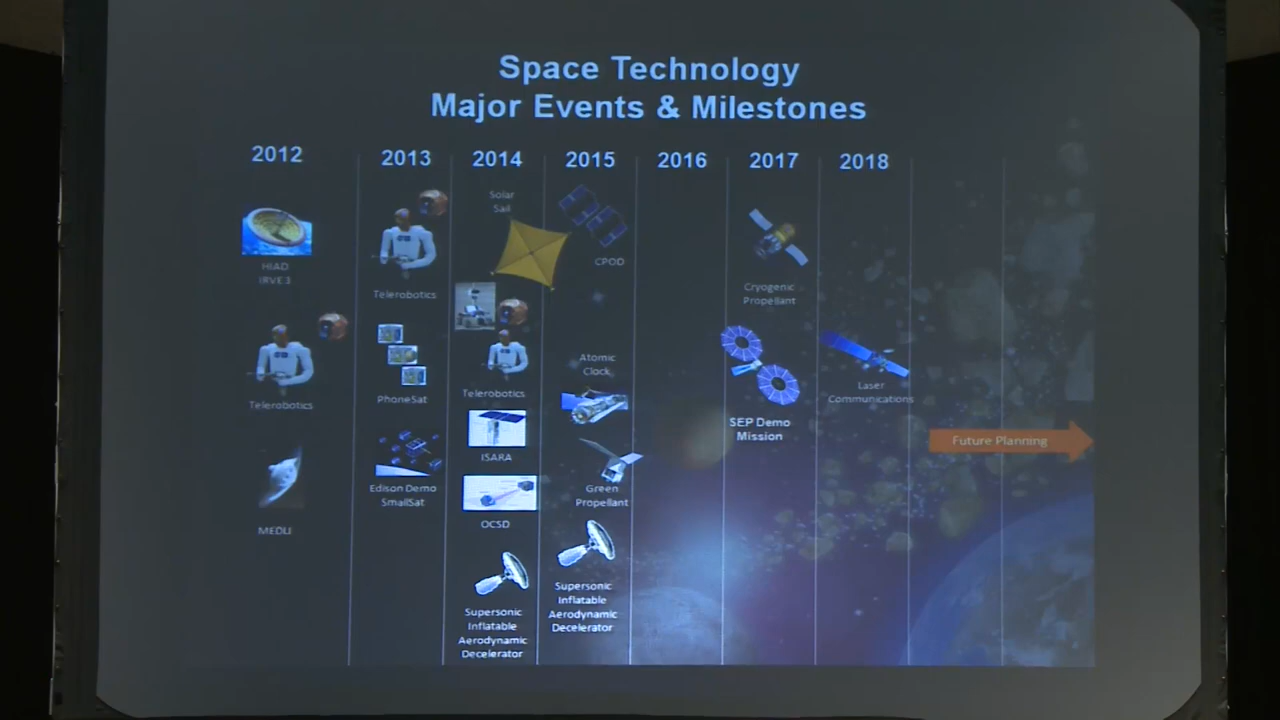 Space Technology
Major Events & Milestones
2012
2013
2014
2015
2016
2017
2018
HIAD
IRVE 3
Telerobotics
MEDLI
Telerobotics
PhoneSat
Edison Demo
SmallSat
Solar
Sail
Telerobotics
ISARA
OCSD
Supersonic
Inflatable
Aerodynamic
Decelerator
CPOD
Atomic
Clock
Green
Propellant
Supersonic
Inflatable
Aerodynamic
Decelerator
Cryogenic
Propellant
SEP Demo
Mission
Laser
Communications
Future Planning